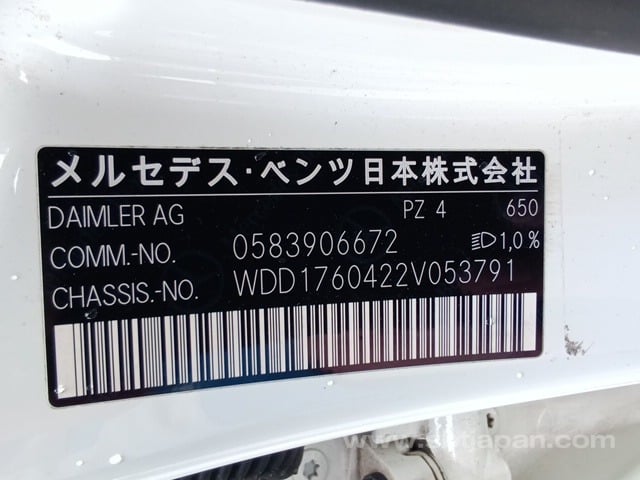 メルセデス・ベンツ日本株式会社
DAIMLER AG PZ 4 650
COMM.-NO. 0583906672 1,0%
CHASSIS.-NO. WDD1760422V053791